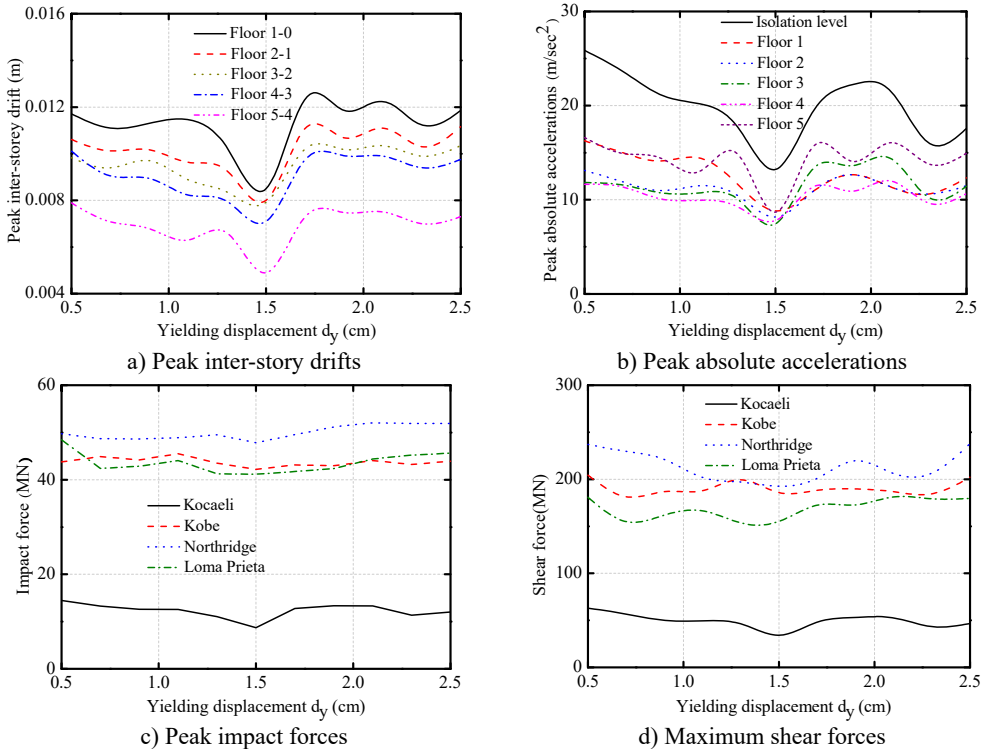 0.016
0.012
0.008
0.004
Peak inter-storey drift (m)
Floor 1-0
Floor 2-1
Floor 3-2
Floor 4-3
Floor 5-4
0.5 1.0 1.5 2.0 2.5
Yielding displacement dy (cm)
a) Peak inter-story drifts
30
20
10
0
Peak absolute accelerations (m/sec2)
Isolation level
Floor 1
Floor 2
Floor 3
Floor 4
Floor 5
0.5 1.0 1.5 2.0 2.5
Yielding displacement dy (cm)
b) Peak absolute accelerations
60
40
20
0
Impact force (MN)
Kocaeli
Kobe
Northridge
Loma Prieta
0.5 1.0 1.5 2.0 2.5
Yielding displacement dy (cm)
c) Peak impact forces
300
200
100
0
Shear force(MN)
Kocaeli
Kobe
Northridge
Loma Prieta
0.5 1.0 1.5 2.0 2.5
Yielding displacement dy (cm)
d) Maximum shear forces